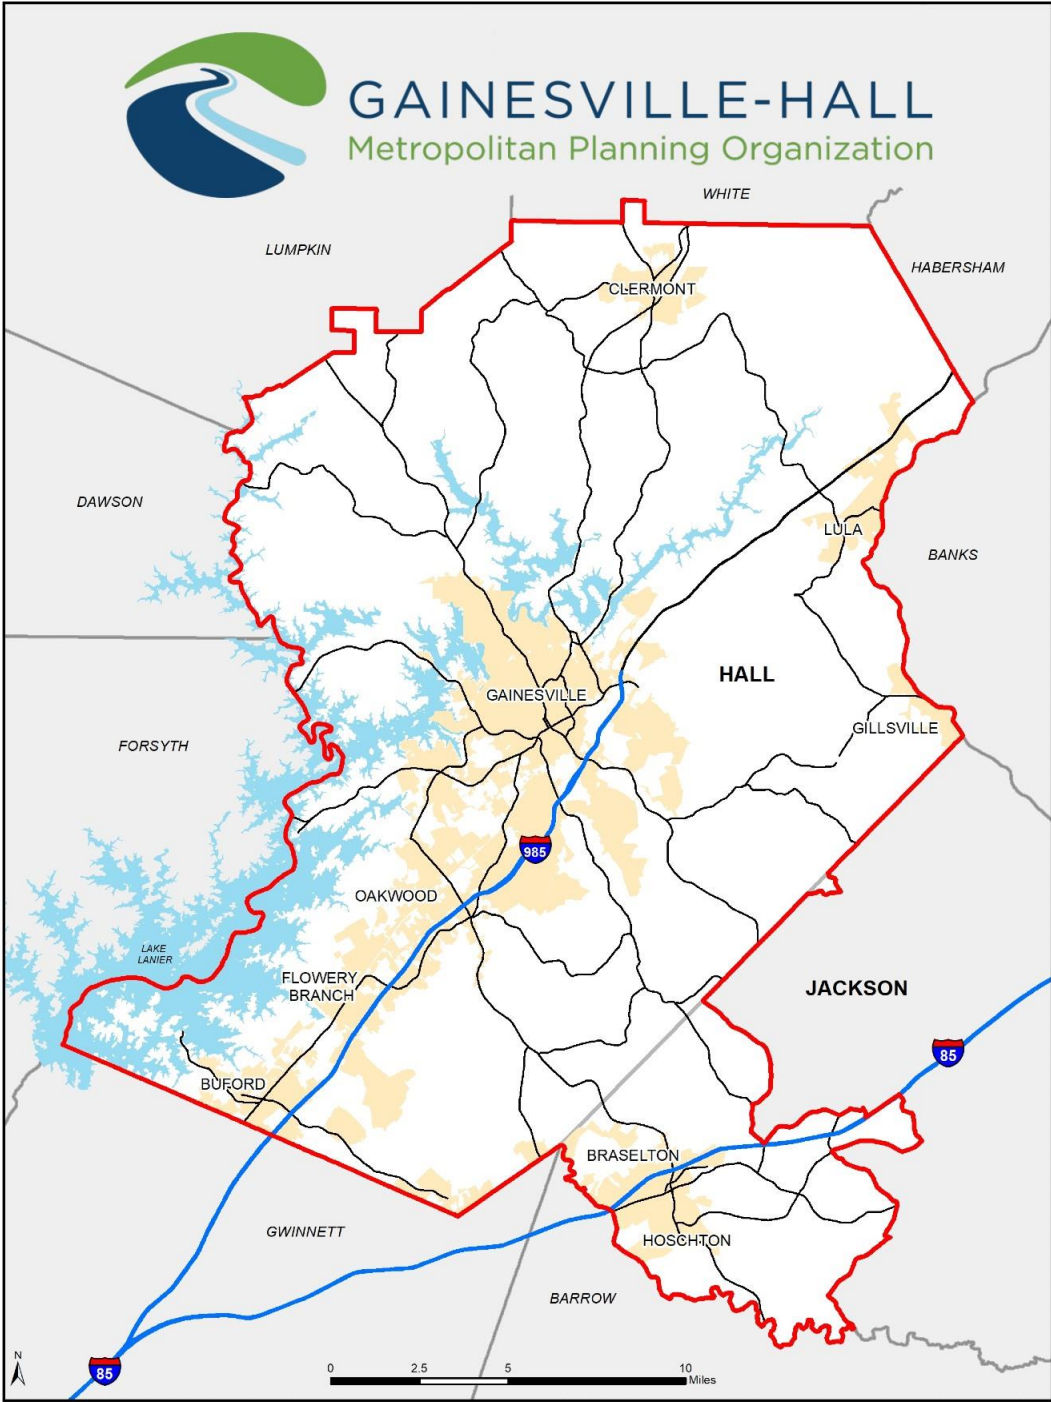 GAINESVILLE-HALL
Metropolitan Planning Organization
WHITE
LUMPKIN
HABERSHAM
CLERMONT
DAWSON
LULA
BANKS
HALL
GAINESVILLE
GILLSVILLE
FORSYTH
985
OAKWOOD
LAKE
LANIER
FLOWERY
BRANCH
JACKSON
85
BUFORD
BRASELTON
GWINNETT
HOSCHTON
BARROW
N
85
0 2.5 5 10
Miles